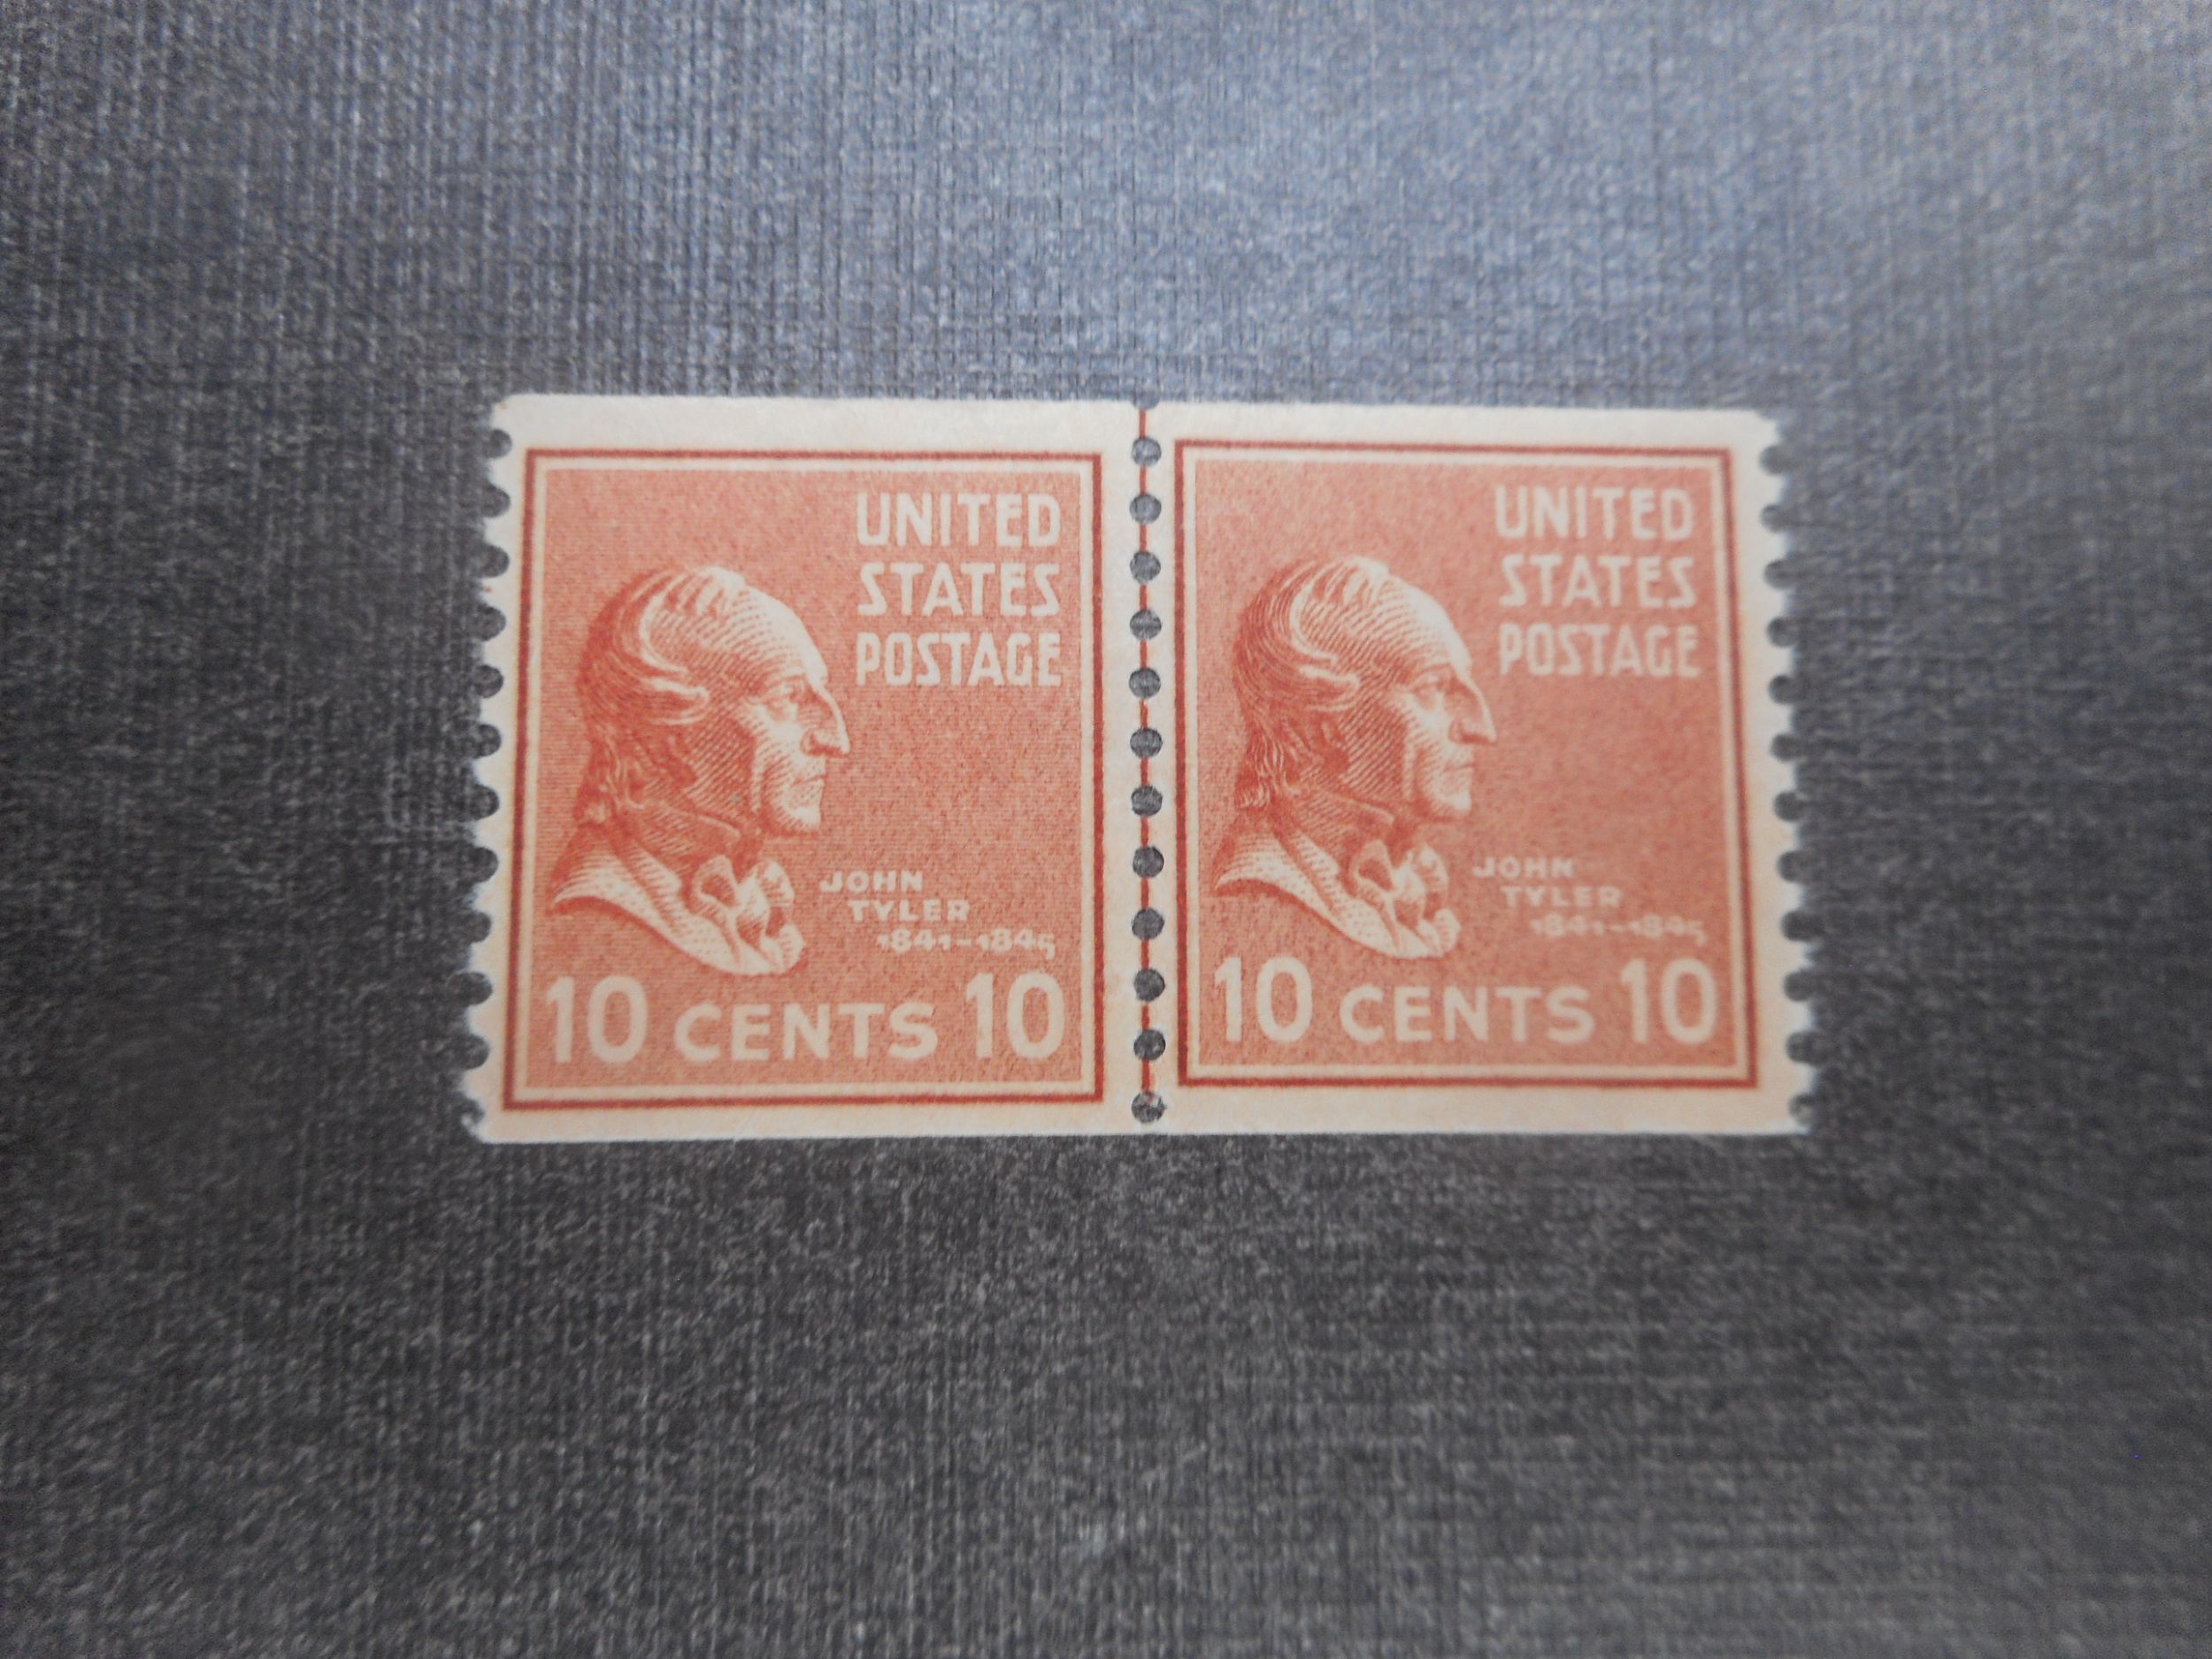 UNITED
STATES
POSTAGE
JOHN
TYLER
1841-1845
10 CENTS 10
UNITED
STATES
POSTAGE
JOHN
TYLER
1841-1845
10 CENTS 10